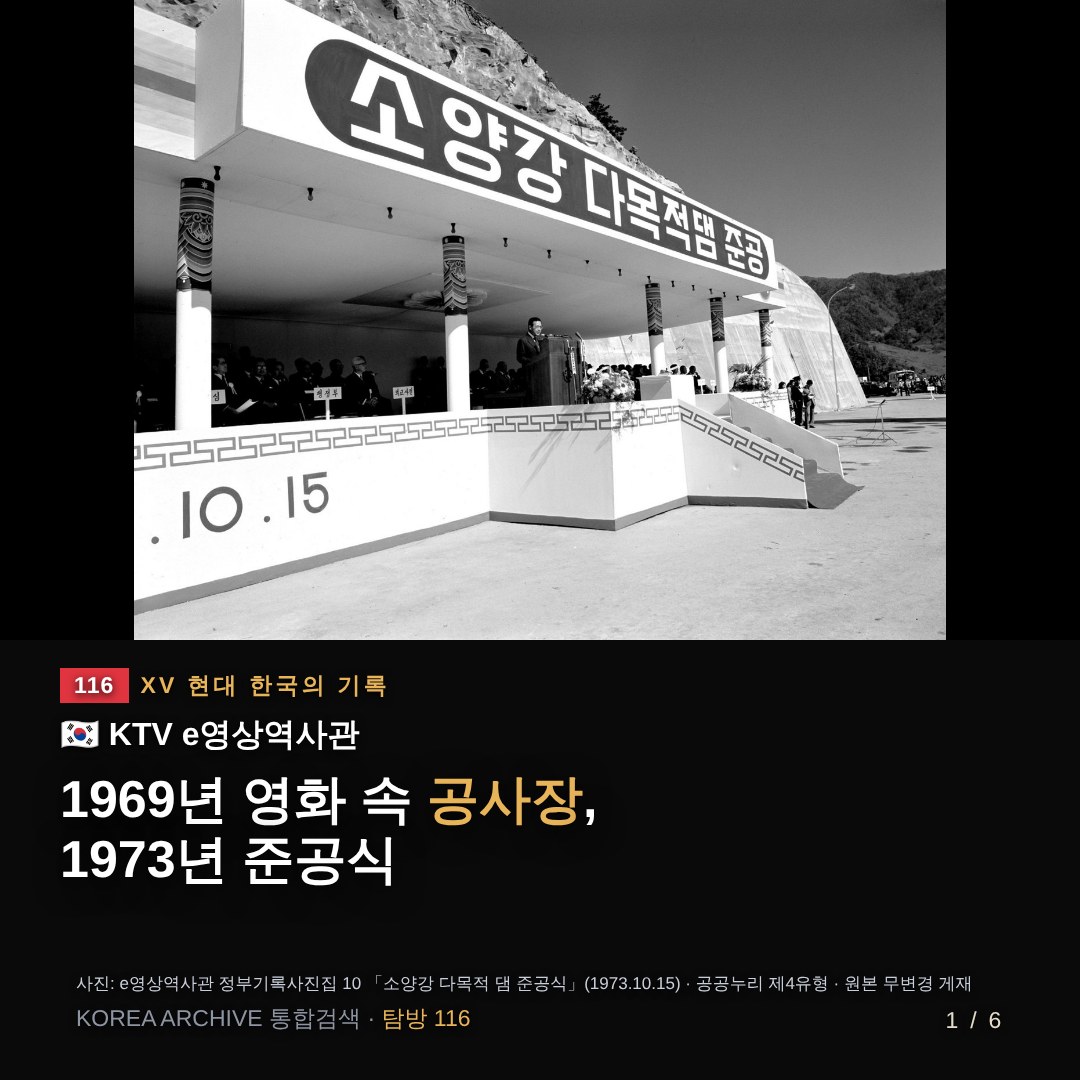 소양강 다목적댐 준공
행정부
.10.15
116 XV 현대 한국의 기록
🇰🇷 KTV e영상역사관
1969년 영화 속 공사장,
1973년 준공식
사진: e영상역사관 정부기록사진집 10 「소양강 다목적 댐 준공식」(1973.10.15) · 공공누리 제4유형 · 원본 무변경 게재
KOREA ARCHIVE 통합검색 · 탐방 116
1 / 6